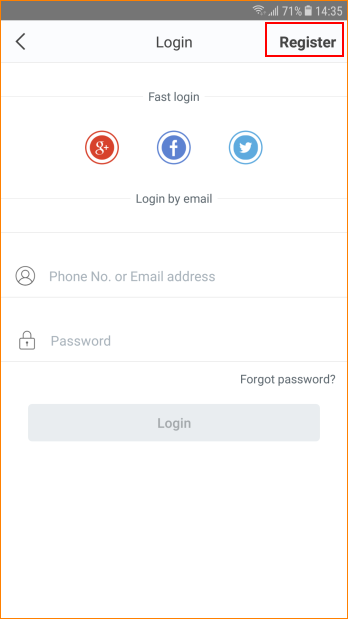 71% 14:35
Login Register
Fast login
g+ f
Login by email
Phone No. or Email address
Password
Forgot password?
Login